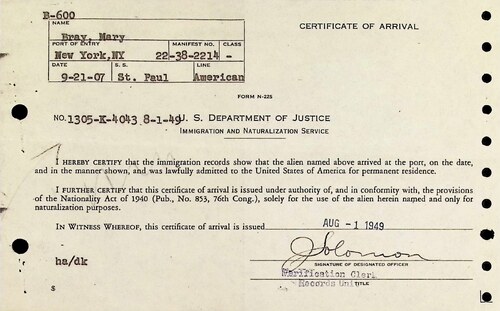 B-600
NAME
Bray, Mary
PORT OF ENTRY MANIFEST NO. CLASS
New York,NY 22-38-2214 -
DATE S. S. LINE
9-21-07 St. Paul American
CERTIFICATE OF ARRIVAL
FORM N-225
NO. 1305-K-4043 8-1-49 U. S. DEPARTMENT OF JUSTICE
IMMIGRATION AND NATURALIZATION SERVICE
I HEREBY CERTIFY that the immigration records show that the alien named above arrived at the port, on the date,
and in the manner shown, and was lawfully admitted to the United States of America for permanent residence.
I FURTHER CERTIFY that this certificate of arrival is issued under authority of, and in conformity with, the provisions
of the Nationality Act of 1940 (Pub., No. 853, 76th Cong.), solely for the use of the alien herein named and only for
naturalization purposes.
IN WITNESS WHEREOF, this certificate of arrival is issued AUG - 1 1949
J Solomon
SIGNATURE OF DESIGNATED OFFICER
ha/dk
Verification Clerk
Records Unit TITLE
S